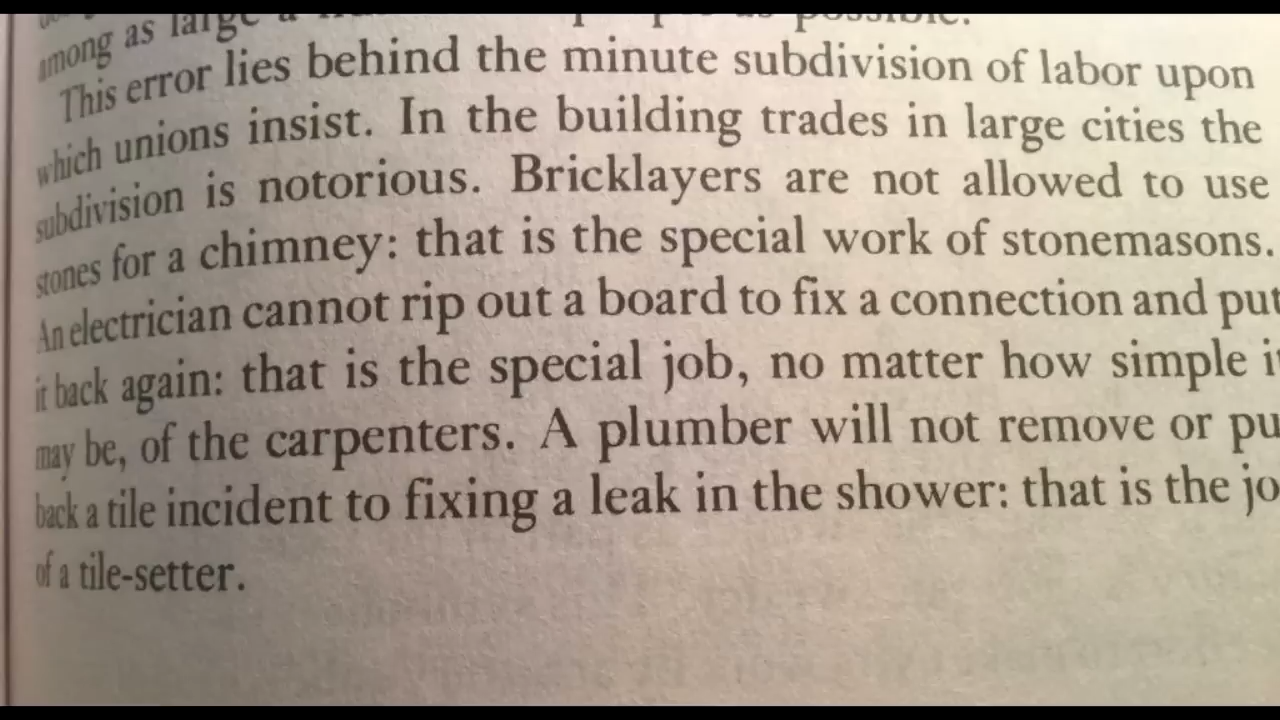 among as large a possible.
This error lies behind the minute subdivision of labor upon
which unions insist. In the building trades in large cities the
subdivision is notorious. Bricklayers are not allowed to use
stones for a chimney: that is the special work of stonemasons.
An electrician cannot rip out a board to fix a connection and put
it back again: that is the special job, no matter how simple it
may be, of the carpenters. A plumber will not remove or pu
back a tile incident to fixing a leak in the shower: that is the jo
of a tile-setter.